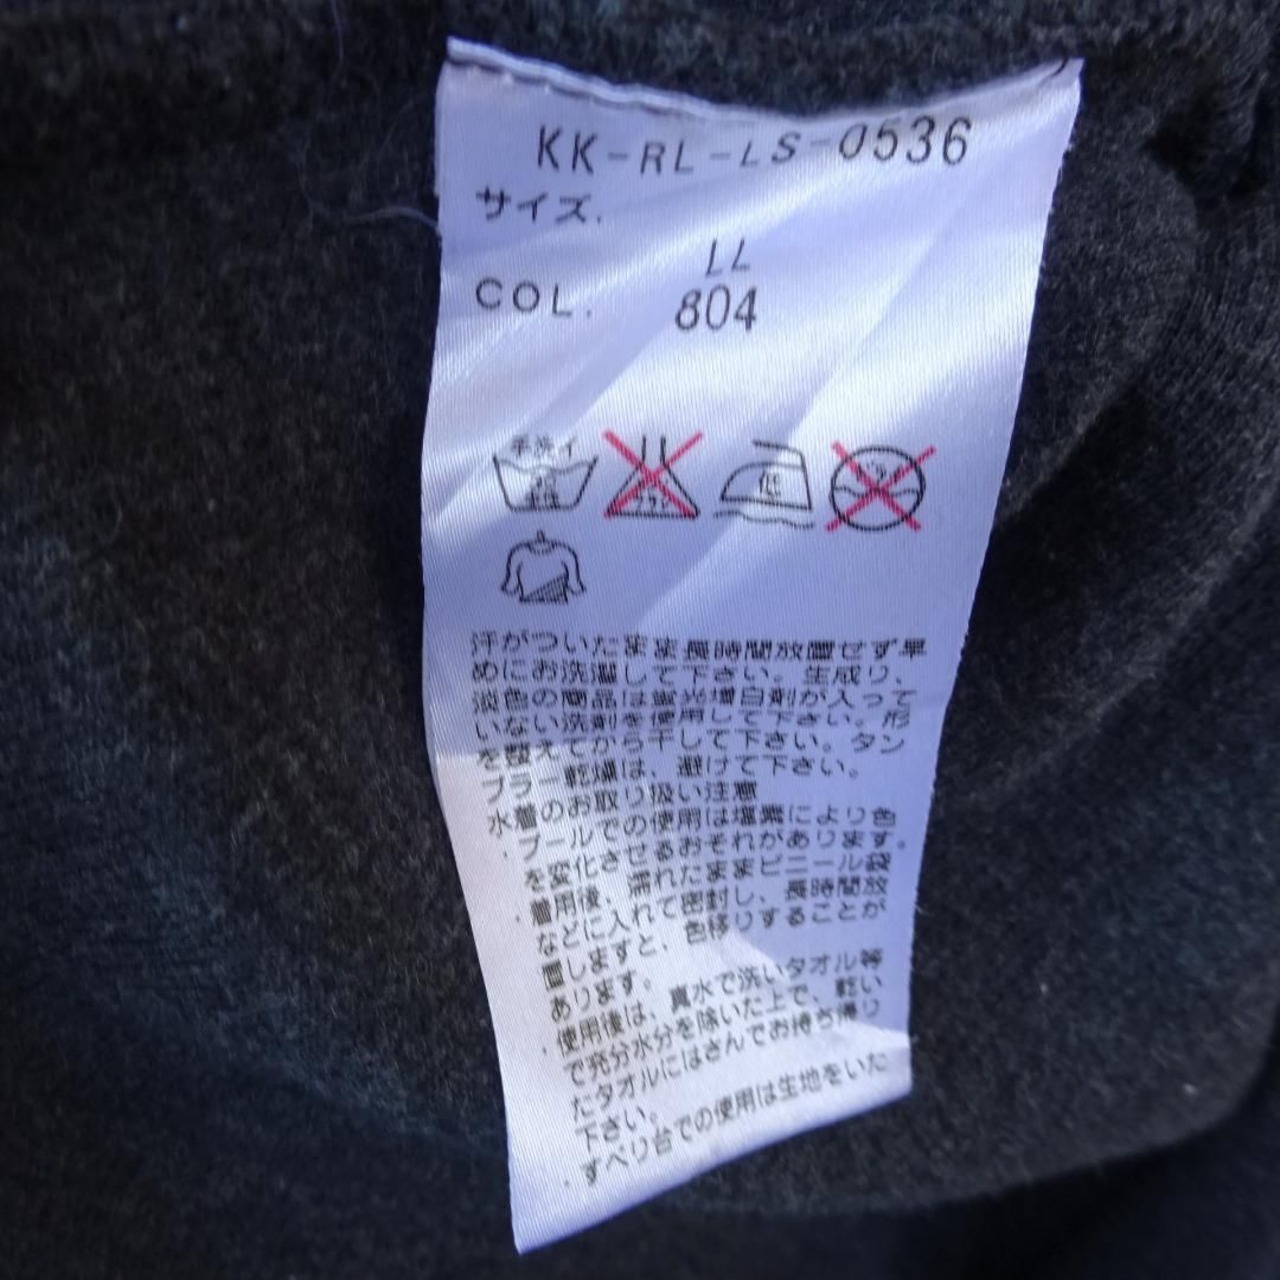 KK-RL-LS-0536
サイズ.
LL
COL. 804
手洗イ
低
汗がついたまま長時間放置せず早
めにお洗濯して下さい。生成り、
淡色の商品は蛍光増白剤が入って
いない洗剤を使用して下さい。形
を整えてから干して下さい。タン
ブラー乾燥は、避けて下さい。
水着のお取り扱い注意
・プールでの使用は塩素により色
を変化させるおそれがあります。
・着用後、濡れたままビニール袋
などに入れて密封し、長時間放
置しますと、色移りすることが
あります。
・使用後は、真水で洗いタオル等
で充分水分を除いた上で、乾い
たタオルにはさんでお持ち帰り
下さい。
・すべり台での使用は生地をいた